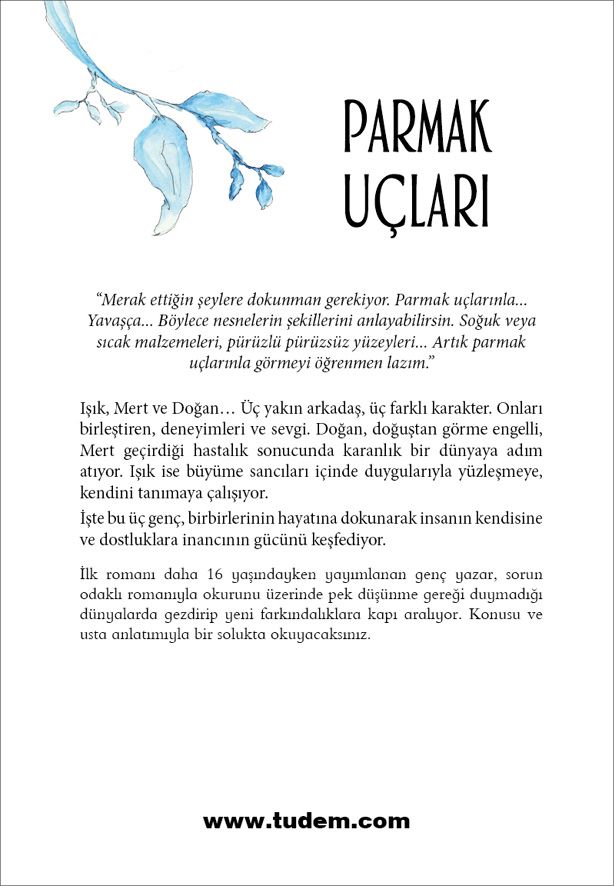 PARMAK
UÇLARI
“Merak ettiğin şeylere dokunman gerekiyor. Parmak uçlarınla...
Yavaşça... Böylece nesnelerin şekillerini anlayabilirsin. Soğuk veya
sıcak malzemeleri, pürüzlü pürüzsüz yüzeyleri... Artık parmak
uçlarınla görmeyi öğrenmen lazım.”
Işık, Mert ve Doğan… Üç yakın arkadaş, üç farklı karakter. Onları
birleştiren, deneyimleri ve sevgi. Doğan, doğuştan görme engelli,
Mert geçirdiği hastalık sonucunda karanlık bir dünyaya adım
atıyor. Işık ise büyüme sancıları içinde duygularıyla yüzleşmeye,
kendini tanımaya çalışıyor.
İşte bu üç genç, birbirlerinin hayatına dokunarak insanın kendisine
ve dostluklara inancının gücünü keşfediyor.
İlk romanı daha 16 yaşındayken yayımlanan genç yazar, sorun
odaklı romanıyla okurunu üzerinde pek düşünme gereği duymadığı
dünyalarda gezdirip yeni farkındalıklara kapı aralıyor. Konusu ve
usta anlatımıyla bir solukta okuyacaksınız.
www.tudem.com